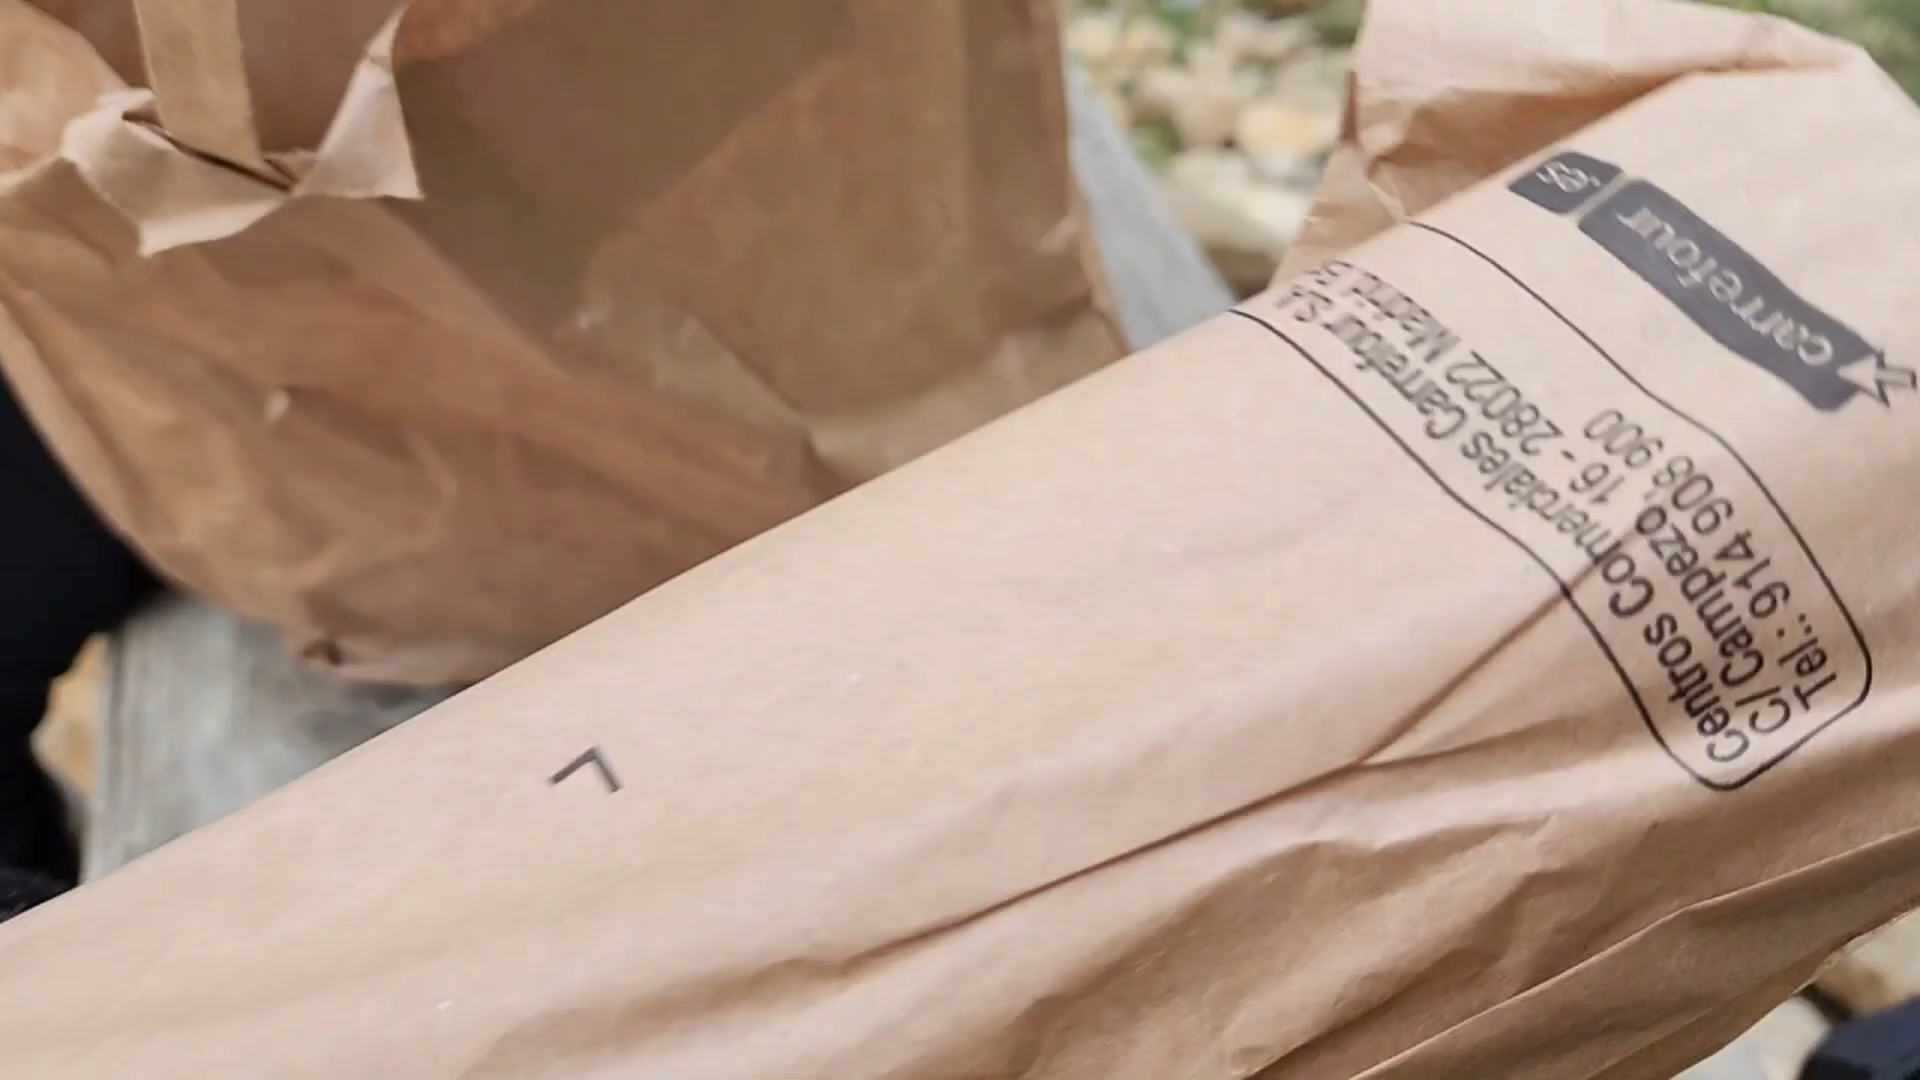 Centros Comerciales Carrefour S.A.
C/ Campezo, 16 - 28022 Madrid
Tel.: 914 908 900
carrefour
.es